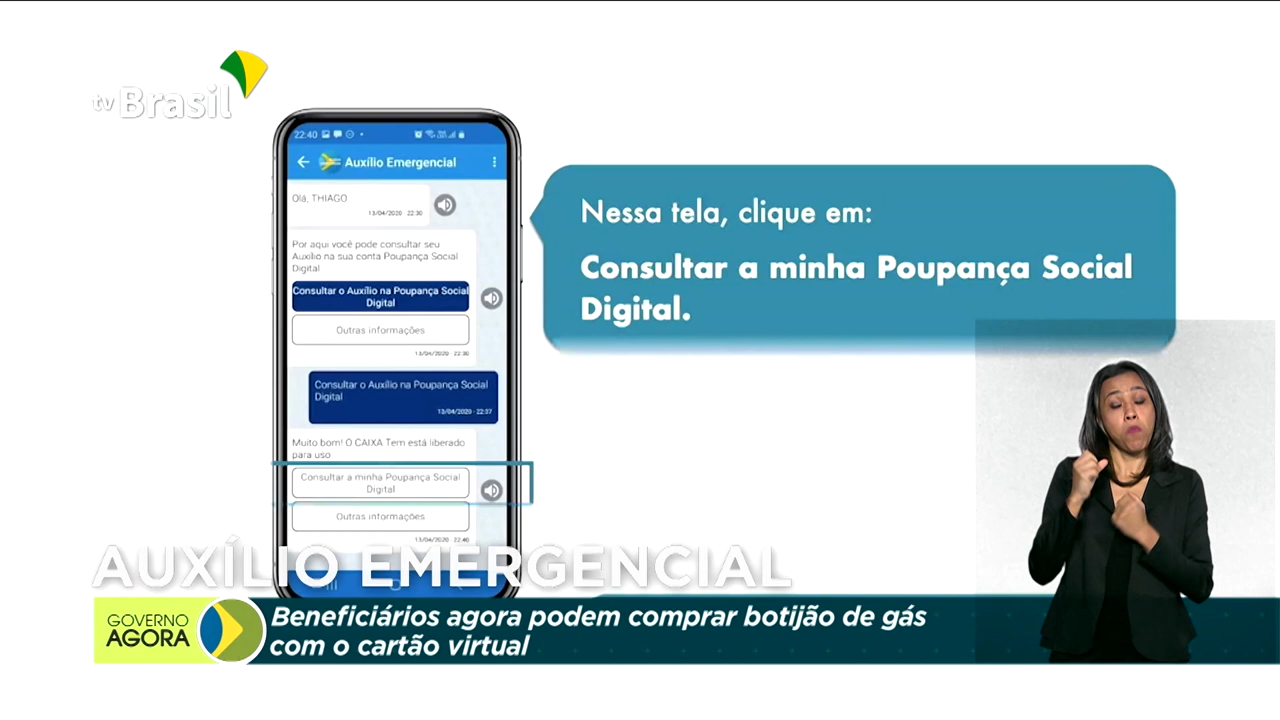 tv Brasil
22:40
Auxílio Emergencial
Olá, THIAGO
13/04/2020 - 22:30
Por aqui você pode consultar seu
Auxílio na sua conta Poupança Social
Digital
Consultar o Auxílio na Poupança Social
Digital
Outras informações
13/04/2020 - 22:30
Consultar o Auxílio na Poupança Social
Digital
13/04/2020 - 22:37
Muito bom! O CAIXA Tem está liberado
para uso
Consultar a minha Poupança Social
Digital
Outras informações
13/04/2020 - 22:40
Nessa tela, clique em:
Consultar a minha Poupança Social
Digital.
AUXÍLIO EMERGENCIAL
GOVERNO
AGORA
Beneficiários agora podem comprar botijão de gás
com o cartão virtual